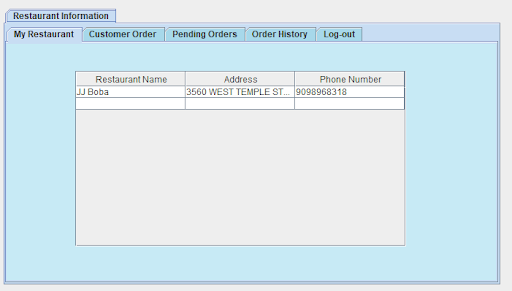 Restaurant Information
My Restaurant Customer Order Pending Orders Order History Log-out
Restaurant Name Address Phone Number
JJ Boba 3560 WEST TEMPLE ST... 9098968318